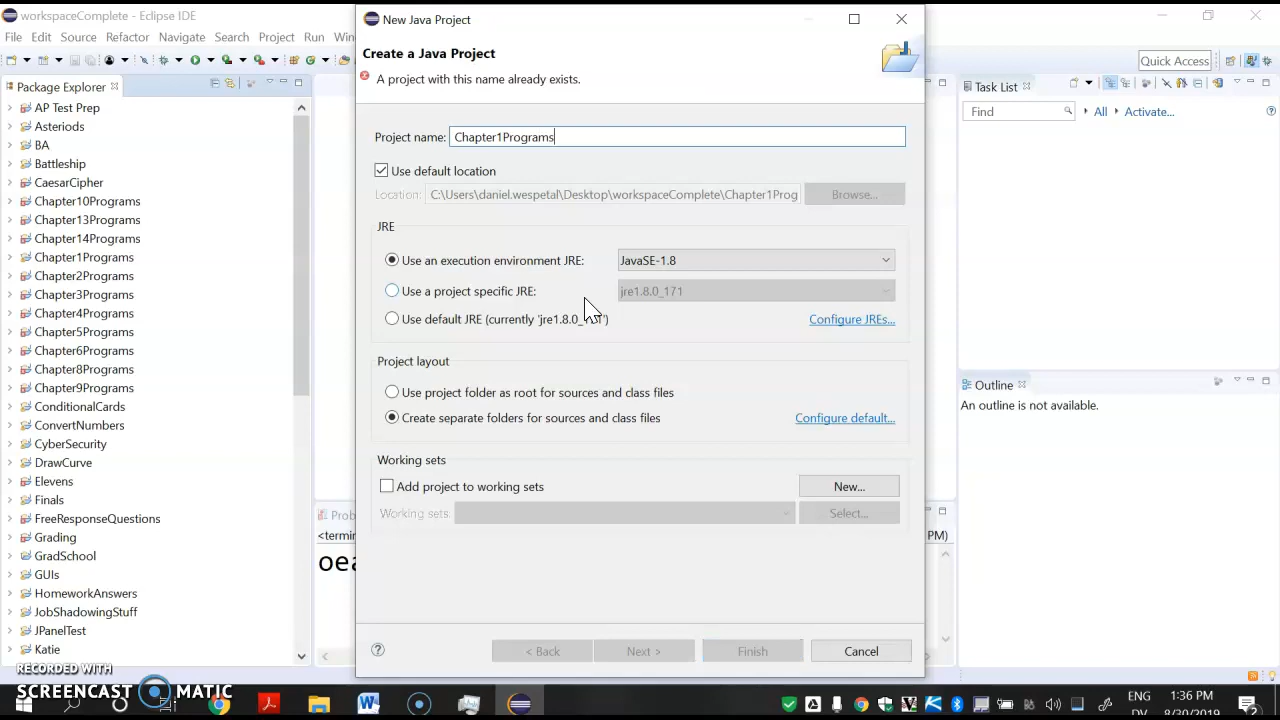 workspaceComplete - Eclipse IDE
File Edit Source Refactor Navigate Search Project Run
Quick Access
Package Explorer
AP Test Prep
Asteriods
BA
Battleship
CaesarCipher
Chapter10Programs
Chapter13Programs
Chapter14Programs
Chapter1Programs
Chapter2Programs
Chapter3Programs
Chapter4Programs
Chapter5Programs
Chapter6Programs
Chapter8Programs
Chapter9Programs
ConditionalCards
ConvertNumbers
CyberSecurity
DrawCurve
Elevens
Finals
FreeResponseQuestions
Grading
GradSchool
GUIs
HomeworkAnswers
JobShadowingStuff
JPanelTest
Katie
New Java Project
Create a Java Project
A project with this name already exists.
Project name: Chapter1Programs
Use default location
Location: C:\Users\daniel.wespetal\Desktop\workspaceComplete\Chapter1Prog Browse...
JRE
Use an execution environment JRE: JavaSE-1.8
Use a project specific JRE: jre1.8.0_171
Use default JRE (currently 'jre1.8.0_171') Configure JREs...
Project layout
Use project folder as root for sources and class files
Create separate folders for sources and class files Configure default...
Working sets
Add project to working sets New...
Working sets: Select...
< Back Next > Finish Cancel
Task List
Find All Activate...
Outline
An outline is not available.
PM)
RECORDED WITH
SCREENCAST MATIC
ENG
DV
1:36 PM
8/30/2019